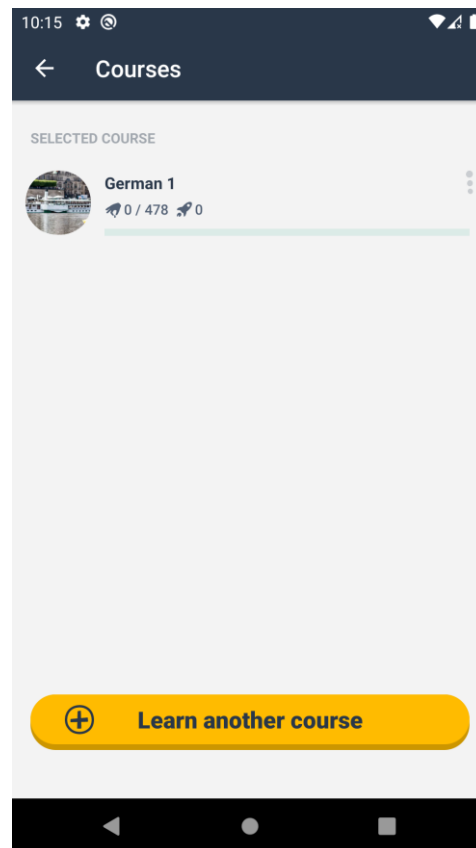 10:15
Courses
SELECTED COURSE
German 1
0 / 478 0
Learn another course